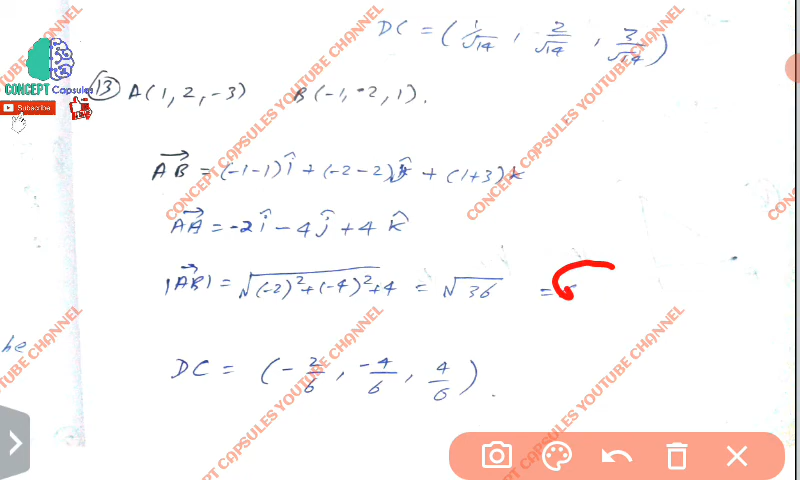 DC = (1/√14, 2/√14, 3/√14)
CONCEPT Capsules
Subscribe
13 A(1, 2, -3) B(-1, -2, 1).
AB = (-1-1)î + (-2-2)ĵ + (1+3)k
AA = -2î - 4ĵ + 4k̂
|AB| = √(-2)²+(-4)²+4 = √36 =
he
DC = (-2/6, -4/6, 4/6).
CONCEPT CAPSULES YOUTUBE CHANNEL